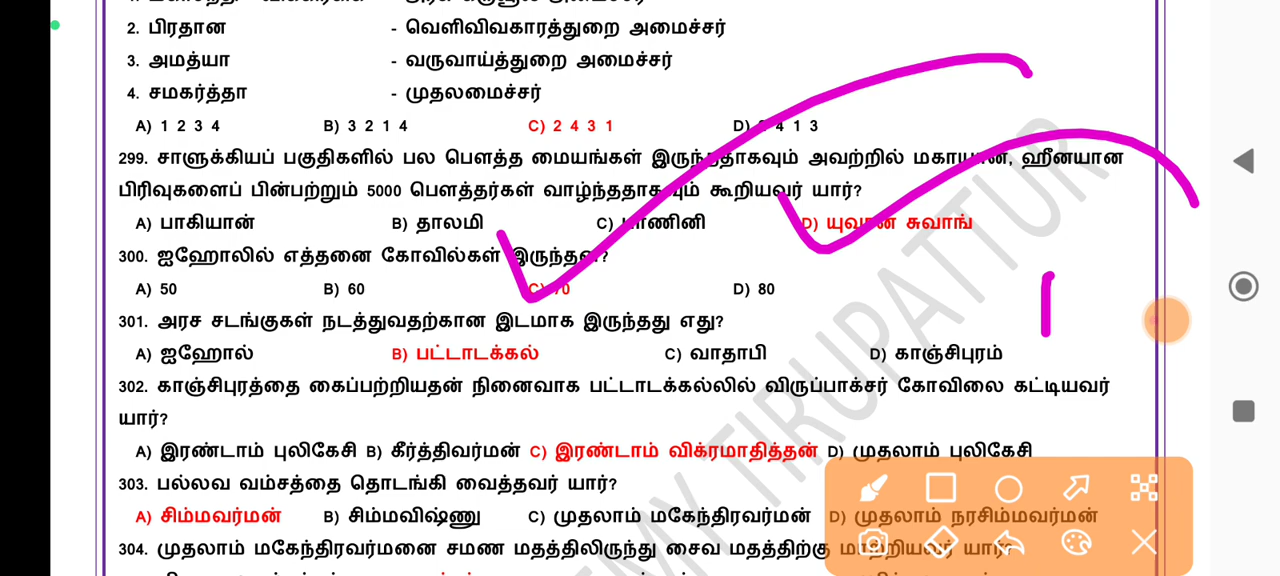 2. பிரதான - வெளிவிவகாரத்துறை அமைச்சர்
3. அமத்யா - வருவாய்த்துறை அமைச்சர்
4. சமகர்த்தா - முதலமைச்சர்
A) 1 2 3 4 B) 3 2 1 4 C) 2 4 3 1 D) 4 1 3
299. சாளுக்கியப் பகுதிகளில் பல பௌத்த மையங்கள் இருந்ததாகவும் அவற்றில் மகாயான, ஹீனயான
பிரிவுகளைப் பின்பற்றும் 5000 பௌத்தர்கள் வாழ்ந்ததாகவும் கூறியவர் யார்?
A) பாகியான் B) தாலமி C) பாணினி D) யுவான் சுவாங்
300. ஐஹோலில் எத்தனை கோவில்கள் இருந்தன?
A) 50 B) 60 C) 70 D) 80
301. அரச சடங்குகள் நடத்துவதற்கான இடமாக இருந்தது எது?
A) ஐஹோல் B) பட்டாடக்கல் C) வாதாபி D) காஞ்சிபுரம்
302. காஞ்சிபுரத்தை கைப்பற்றியதன் நினைவாக பட்டாடக்கல்லில் விருப்பாக்சர் கோவிலை கட்டியவர்
யார்?
A) இரண்டாம் புலிகேசி B) கீர்த்திவர்மன் C) இரண்டாம் விக்ரமாதித்தன் D) முதலாம் புலிகேசி
303. பல்லவ வம்சத்தை தொடங்கி வைத்தவர் யார்?
A) சிம்மவர்மன் B) சிம்மவிஷ்ணு C) முதலாம் மகேந்திரவர்மன் D) முதலாம் நரசிம்மவர்மன்
304. முதலாம் மகேந்திரவர்மனை சமண மதத்திலிருந்து சைவ மதத்திற்கு மாற்றியவர் யார்?
TIRUPATTUR